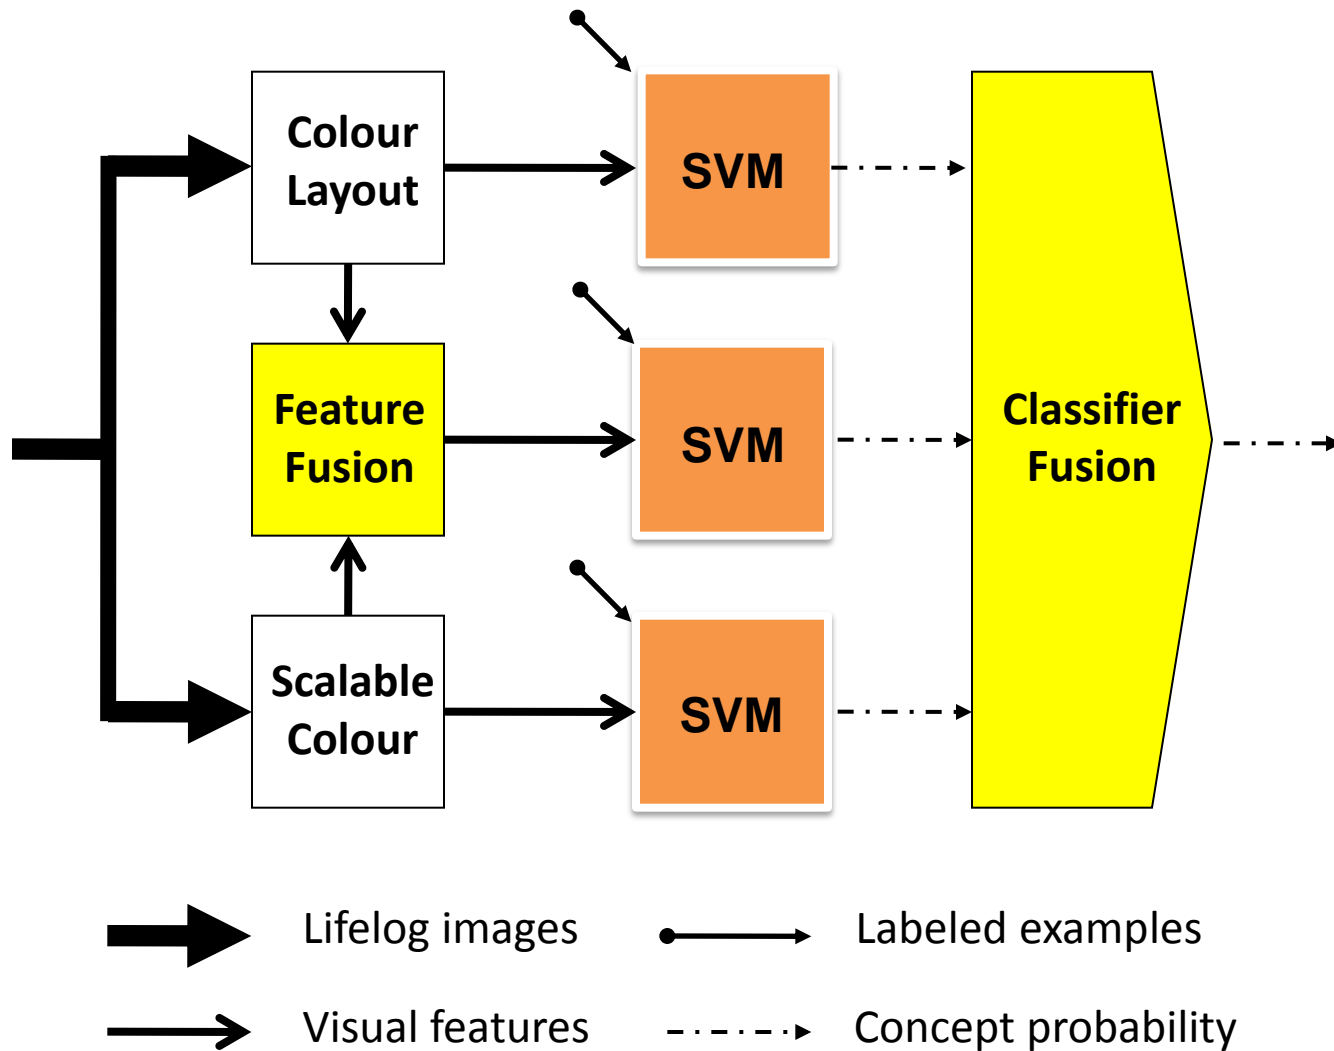 Colour
Layout
SVM
Feature
Fusion
SVM
Classifier
Fusion
Scalable
Colour
SVM
Lifelog images
Labeled examples
Visual features
Concept probability